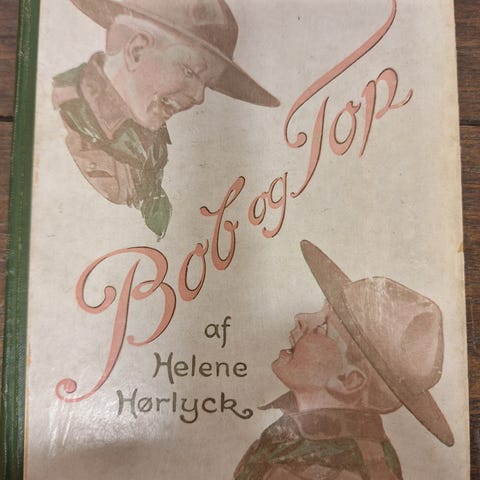 Bob og Top
af
Helene
Hørlyck